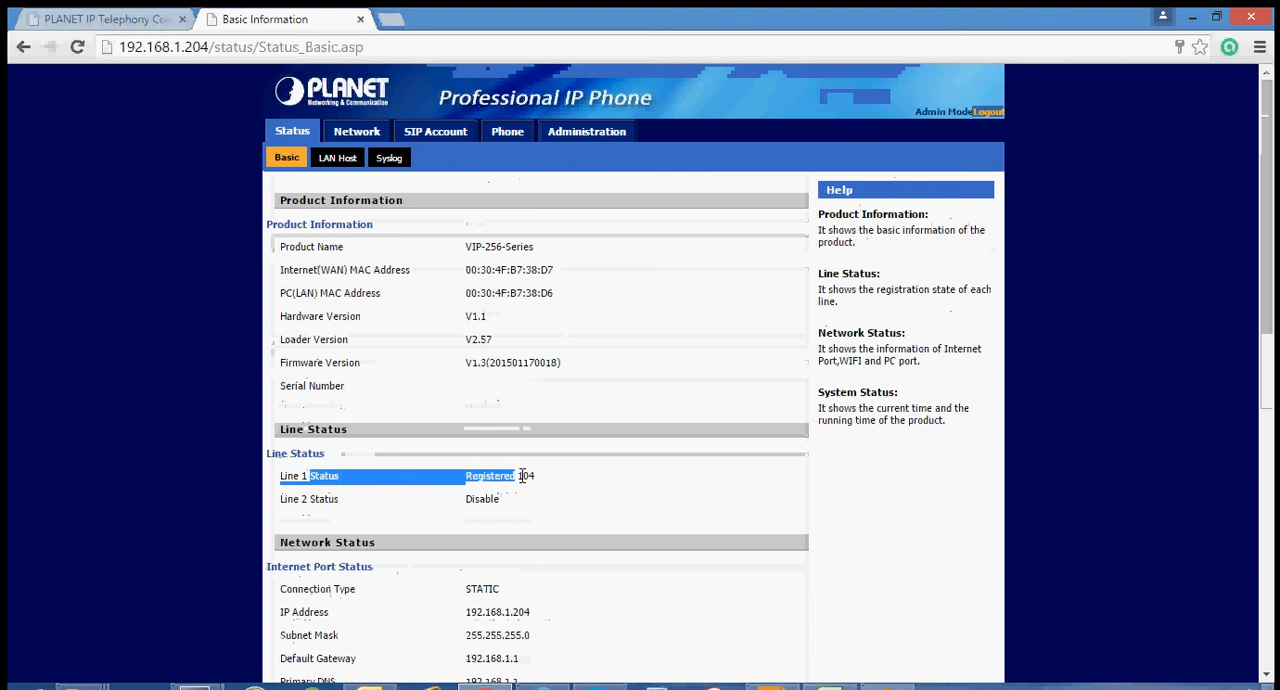 PLANET IP Telephony
Basic Information
192.168.1.204/status/Status_Basic.asp
PLANET
Networking & Communication
Professional IP Phone
Admin Mode Logout
Status Network SIP Account Phone Administration
Basic LAN Host Syslog
Product Information
Product Information
Product Name VIP-256-Series
Internet(WAN) MAC Address 00:30:4F:B7:38:D7
PC(LAN) MAC Address 00:30:4F:B7:38:D6
Hardware Version V1.1
Loader Version V2.57
Firmware Version V1.3(201501170018)
Serial Number
Line Status
Line Status
Line 1 Status Registered 104
Line 2 Status Disable
Network Status
Internet Port Status
Connection Type STATIC
IP Address 192.168.1.204
Subnet Mask 255.255.255.0
Default Gateway 192.168.1.1
Primary DNS 192.168.1.1
Help
Product Information:
It shows the basic information of the
product.
Line Status:
It shows the registration state of each
line.
Network Status:
It shows the information of Internet
Port,WIFI and PC port.
System Status:
It shows the current time and the
running time of the product.